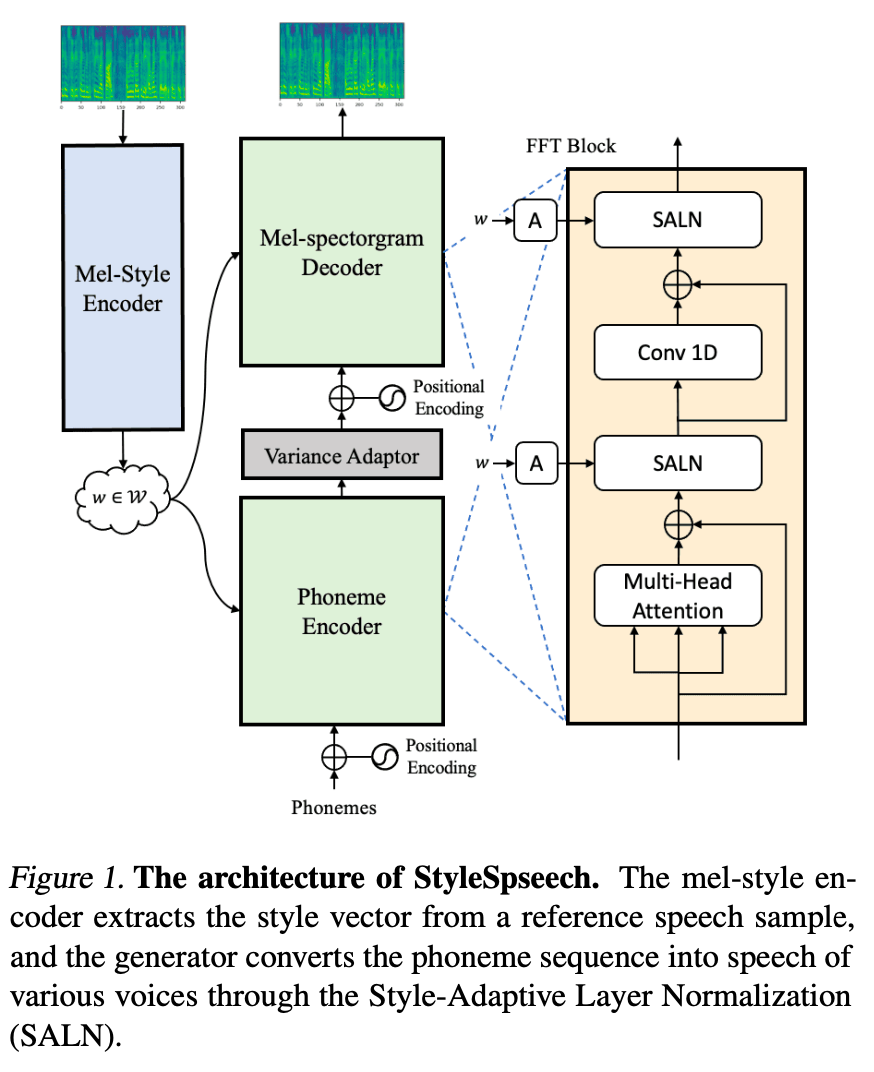 0 50 100 150 200 250 300
0 50 100 150 200 250 300
Mel-Style
Encoder
w ∈ 𝒲
Mel-spectorgram
Decoder
Positional
Encoding
Variance Adaptor
Phoneme
Encoder
Positional
Encoding
Phonemes
FFT Block
w
A
SALN
Conv 1D
w
A
SALN
Multi-Head
Attention
Figure 1. The architecture of StyleSpseech. The mel-style en-
coder extracts the style vector from a reference speech sample,
and the generator converts the phoneme sequence into speech of
various voices through the Style-Adaptive Layer Normalization
(SALN).